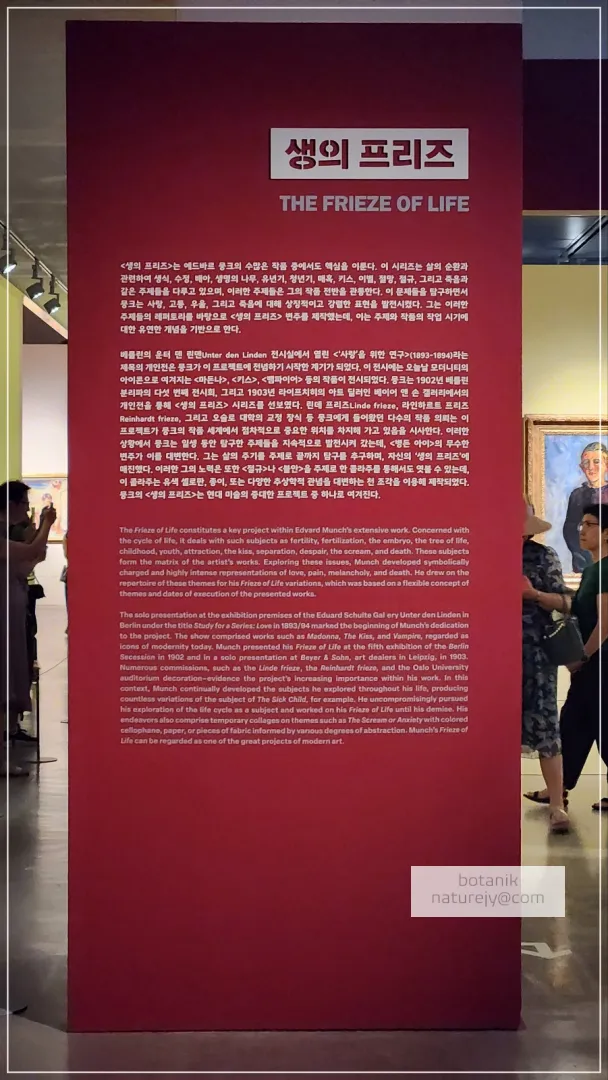 생의 프리즈
THE FRIEZE OF LIFE
<생의 프리즈>는 에드바르 뭉크의 수많은 작품 중에서도 핵심을 이룬다. 이 시리즈는 삶의 순환과
관련하여 생식, 수정, 배아, 생명의 나무, 유년기, 청년기, 매혹, 키스, 이별, 절망, 절규, 그리고 죽음과
같은 주제들을 다루고 있으며, 이러한 주제들은 그의 작품 전반을 관통한다. 이 문제들을 탐구하면서
뭉크는 사랑, 고통, 우울, 그리고 죽음에 대해 상징적이고 강렬한 표현을 발전시켰다. 그는 이러한
주제들의 레퍼토리를 바탕으로 <생의 프리즈> 변주를 제작했는데, 이는 주제와 작품의 작업 시기에
대한 유연한 개념을 기반으로 한다.
베를린의 운터 덴 린덴Unter den Linden 전시실에서 열린 <'사랑'을 위한 연구>(1893-1894)라는
제목의 개인전은 뭉크가 이 프로젝트에 전념하기 시작한 계기가 되었다. 이 전시에는 오늘날 모더니티의
아이콘으로 여겨지는 <마돈나>, <키스>, <뱀파이어> 등의 작품이 전시되었다. 뭉크는 1902년 베를린
분리파의 다섯 번째 전시회, 그리고 1903년 라이프치히의 아트 딜러인 베이어 앤 손 갤러리에서의
개인전을 통해 <생의 프리즈> 시리즈를 선보였다. 린데 프리즈Linde frieze, 라인하르트 프리즈
Reinhardt frieze, 그리고 오슬로 대학의 교정 장식 등 뭉크에게 들어왔던 다수의 작품 의뢰는 이
프로젝트가 뭉크의 작품 세계에서 점차적으로 중요한 위치를 차지해 가고 있음을 시사한다. 이러한
상황에서 뭉크는 일생 동안 탐구한 주제들을 지속적으로 발전시켜 갔는데, <병든 아이>의 무수한
변주가 이를 대변한다. 그는 삶의 주기를 주제로 끝까지 탐구를 추구하며, 자신의 '생의 프리즈'에
매진했다. 이러한 그의 노력은 또한 <절규>나 <불안>을 주제로 한 콜라주를 통해서도 엿볼 수 있는데,
이 콜라주는 유색 셀로판, 종이, 또는 다양한 추상학적 관념을 대변하는 천 조각을 이용해 제작되었다.
뭉크의 <생의 프리즈>는 현대 미술의 중대한 프로젝트 중 하나로 여겨진다.
The Frieze of Life constitutes a key project within Edvard Munch's extensive work. Concerned with
the cycle of life, it deals with such subjects as fertility, fertilization, the embryo, the tree of life,
childhood, youth, attraction, the kiss, separation, despair, the scream, and death. These subjects
form the matrix of the artist's works. Exploring these issues, Munch developed symbolically
charged and highly intense representations of love, pain, melancholy, and death. He drew on the
repertoire of these themes for his Frieze of Life variations, which was based on a flexible concept of
themes and dates of execution of the presented works.
The solo presentation at the exhibition premises of the Eduard Schulte Gal ery Unter den Linden in
Berlin under the title Study for a Series: Love in 1893/94 marked the beginning of Munch's dedication
to the project. The show comprised works such as Madonna, The Kiss, and Vampire, regarded as
icons of modernity today. Munch presented his Frieze of Life at the fifth exhibition of the Berlin
Secession in 1902 and in a solo presentation at Beyer & Sohn, art dealers in Leipzig, in 1903.
Numerous commissions, such as the Linde frieze, the Reinhardt frieze, and the Oslo University
auditorium decoration–evidence the project's increasing importance within his work. In this
context, Munch continually developed the subjects he explored throughout his life, producing
countless variations of the subject of The Sick Child, for example. He uncompromisingly pursued
his exploration of the life cycle as a subject and worked on his Frieze of Life until his demise. His
endeavors also comprise temporary collages on themes such as The Scream or Anxiety with colored
cellophane, paper, or pieces of fabric informed by various degrees of abstraction. Munch's Frieze of
Life can be regarded as one of the great projects of modern art.
botanik
naturejy@com